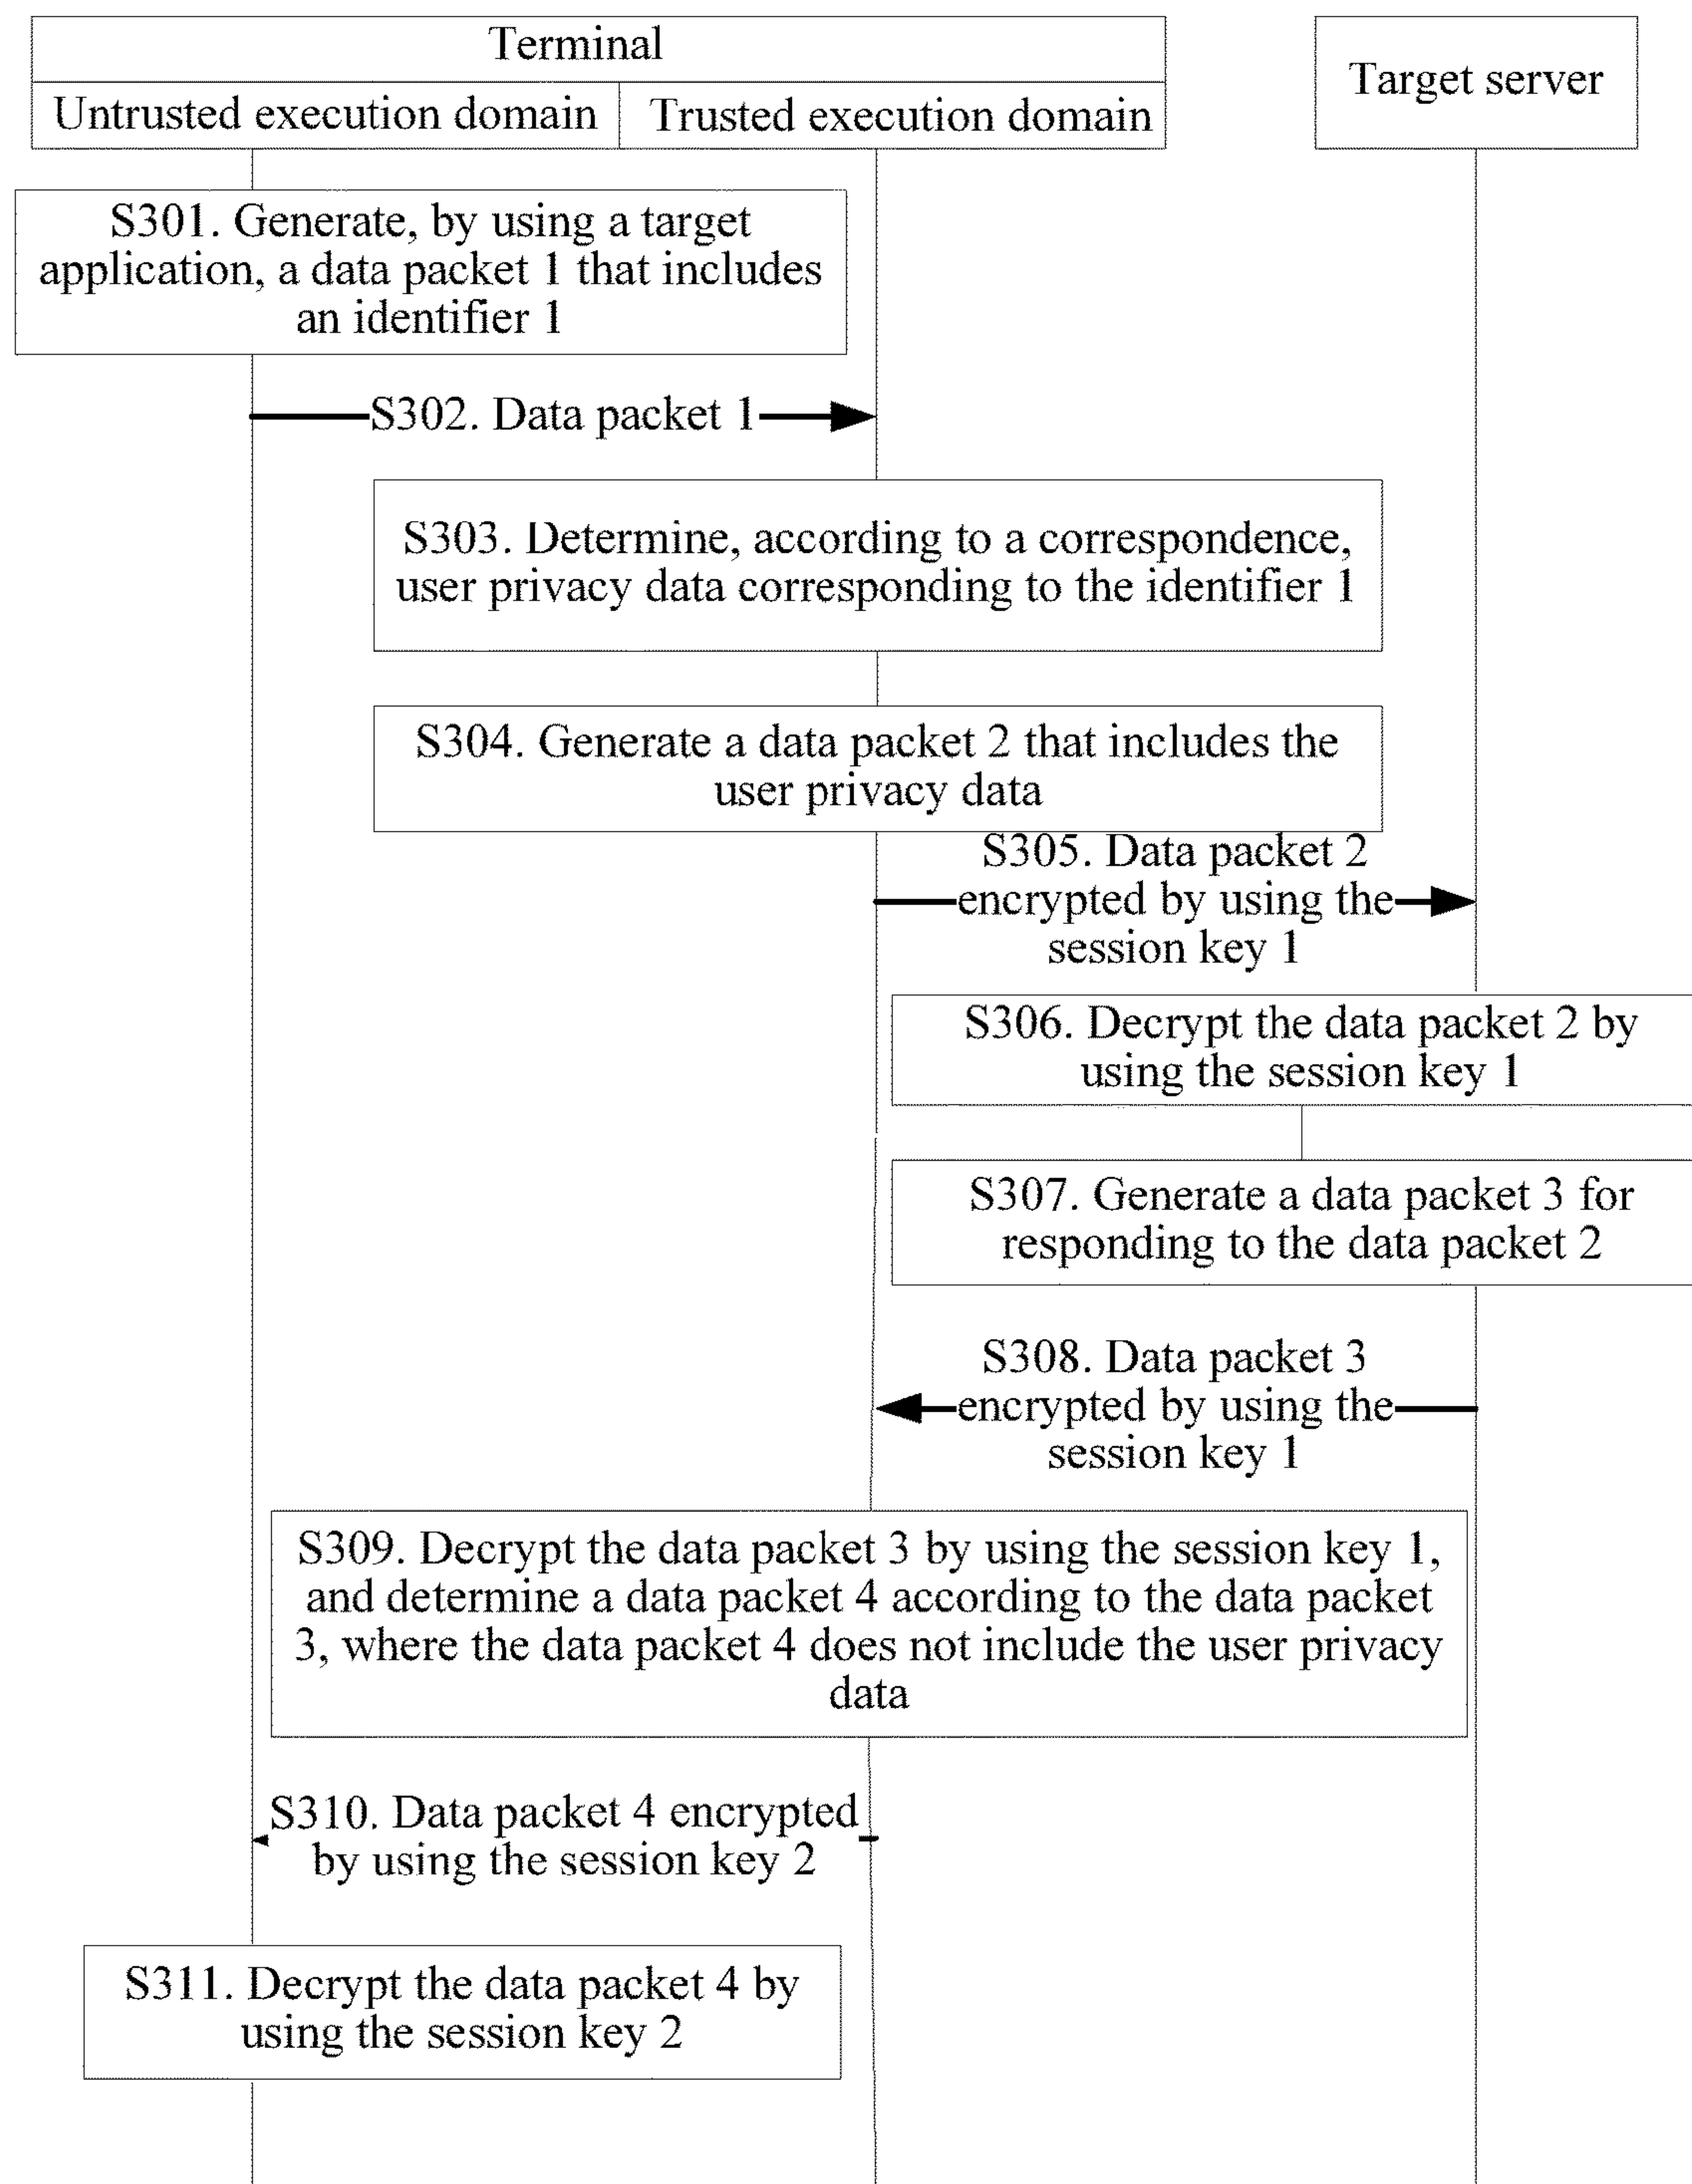 Terminal
Untrusted execution domain
Trusted execution domain
Target server
S301. Generate, by using a target
application, a data packet 1 that includes
an identifier 1
S302. Data packet 1
S303. Determine, according to a correspondence,
user privacy data corresponding to the identifier 1
S304. Generate a data packet 2 that includes the
user privacy data
S305. Data packet 2
encrypted by using the
session key 1
S306. Decrypt the data packet 2 by
using the session key 1
S307. Generate a data packet 3 for
responding to the data packet 2
S308. Data packet 3
encrypted by using the
session key 1
S309. Decrypt the data packet 3 by using the session key 1,
and determine a data packet 4 according to the data packet
3, where the data packet 4 does not include the user privacy
data
S310. Data packet 4 encrypted
by using the session key 2
S311. Decrypt the data packet 4 by
using the session key 2